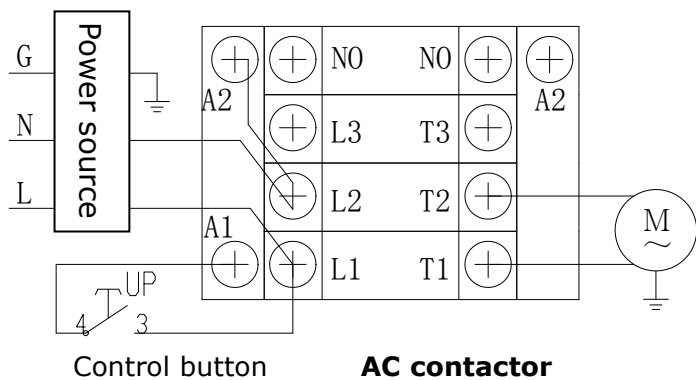 G
N
L
Power source
A2
NO
NO
A2
L3
T3
L2
T2
A1
L1
T1
M
~
UP
4
3
Control button
AC contactor